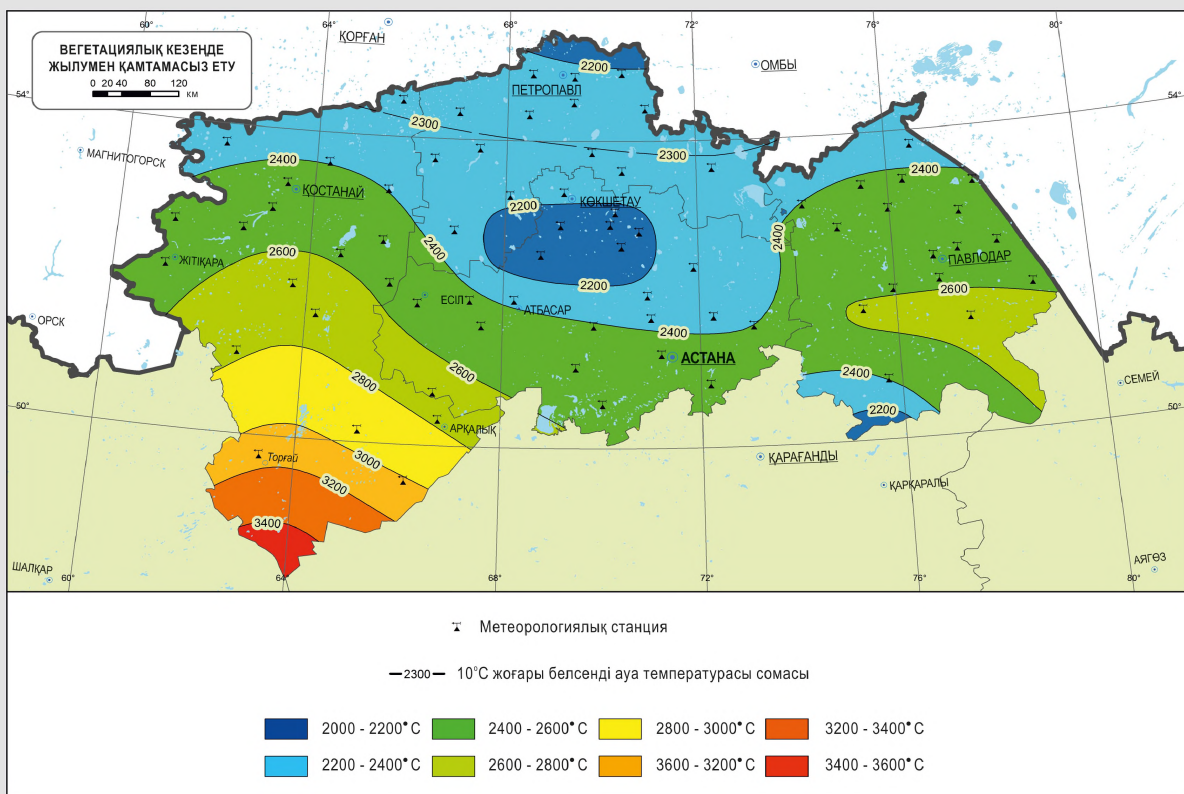 60°
64°
68°
72°
76°
80°
ВЕГЕТАЦИЯЛЫҚ КЕЗЕҢДЕ
ЖЫЛУМЕН ҚАМТАМАСЫЗ ЕТУ
0 20 40 80 120 км
ҚОРҒАН
2200
ОМБЫ
ПЕТРОПАВЛ
54°
54°
2300
2300
МАГНИТОГОРСК
2400
2400
ҚОСТАНАЙ
КӨКШЕТАУ
2200
2400
2400
2600
ЖІТІҚАРА
ПАВЛОДАР
2200
2600
ЕСІЛ
АТБАСАР
ОРСК
2400
АСТАНА
2600
2800
2400
СЕМЕЙ
50°
50°
2200
АРҚАЛЫҚ
3000
Торғай
ҚАРАҒАНДЫ
3200
ҚАРҚАРАЛЫ
3400
ШАЛҚАР
АЯГӨЗ
60°
64°
68°
72°
76°
80°
Метеорологиялық станция
2300 10°С жоғары белсенді ауа температурасы сомасы
2000 - 2200°С 2400 - 2600°С 2800 - 3000°С 3200 - 3400°С
2200 - 2400°С 2600 - 2800°С 3600 - 3200°С 3400 - 3600°С